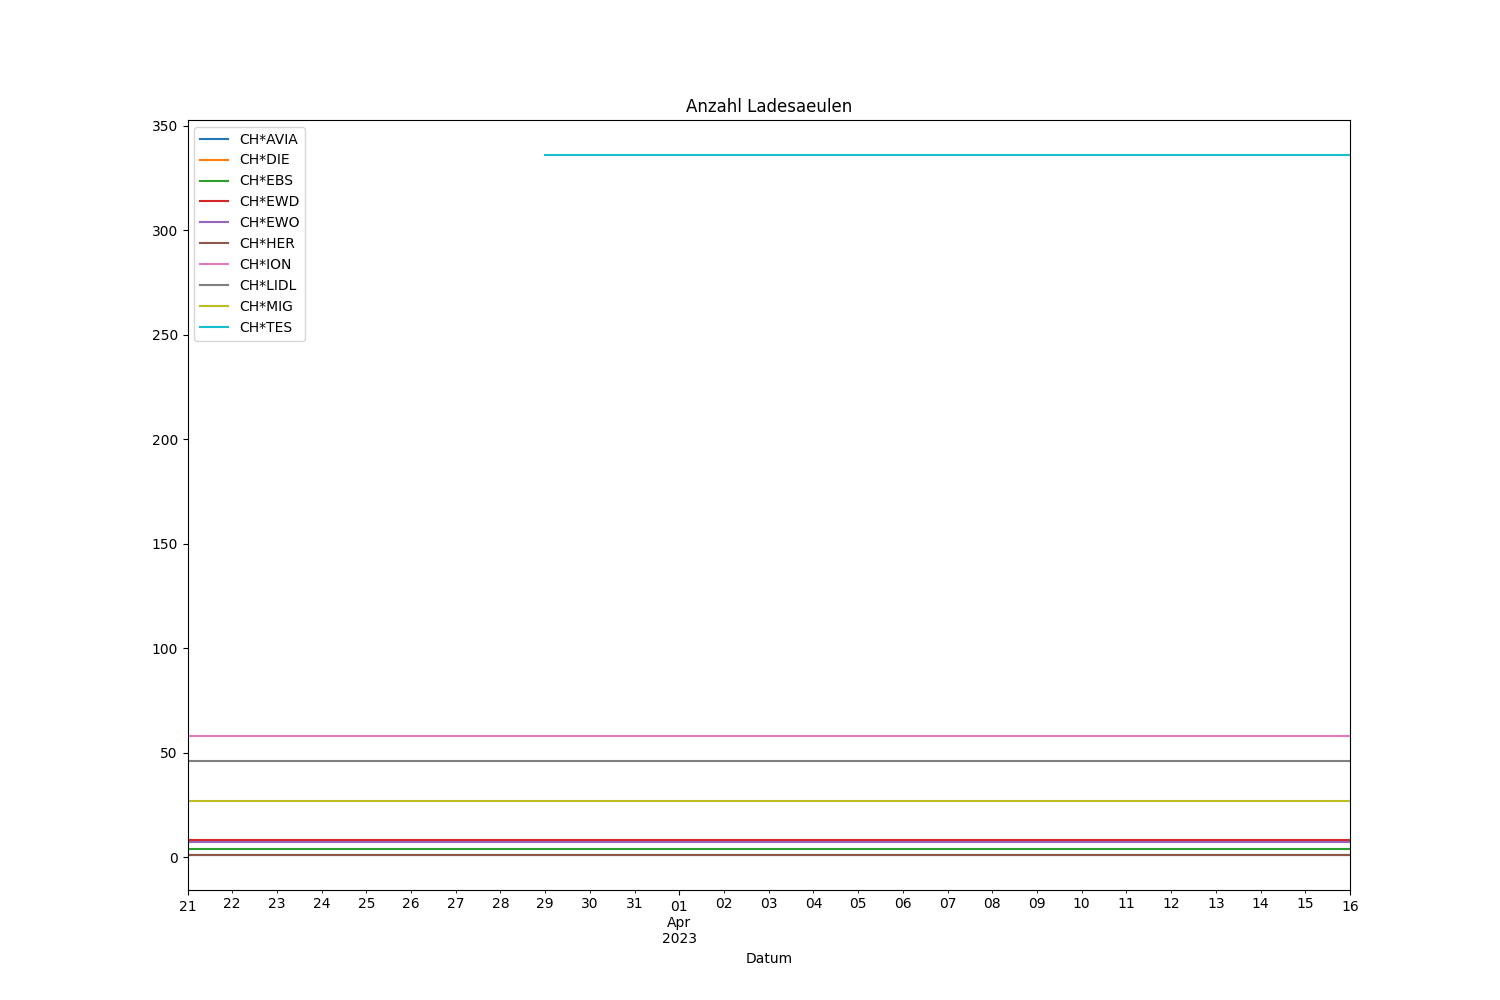 Anzahl Ladesaeulen
350
300
250
200
150
100
50
0
CH*AVIA
CH*DIE
CH*EBS
CH*EWD
CH*EWO
CH*HER
CH*ION
CH*LIDL
CH*MIG
CH*TES
21 22 23 24 25 26 27 28 29 30 31 01 02 03 04 05 06 07 08 09 10 11 12 13 14 15 16
Apr
2023
Datum